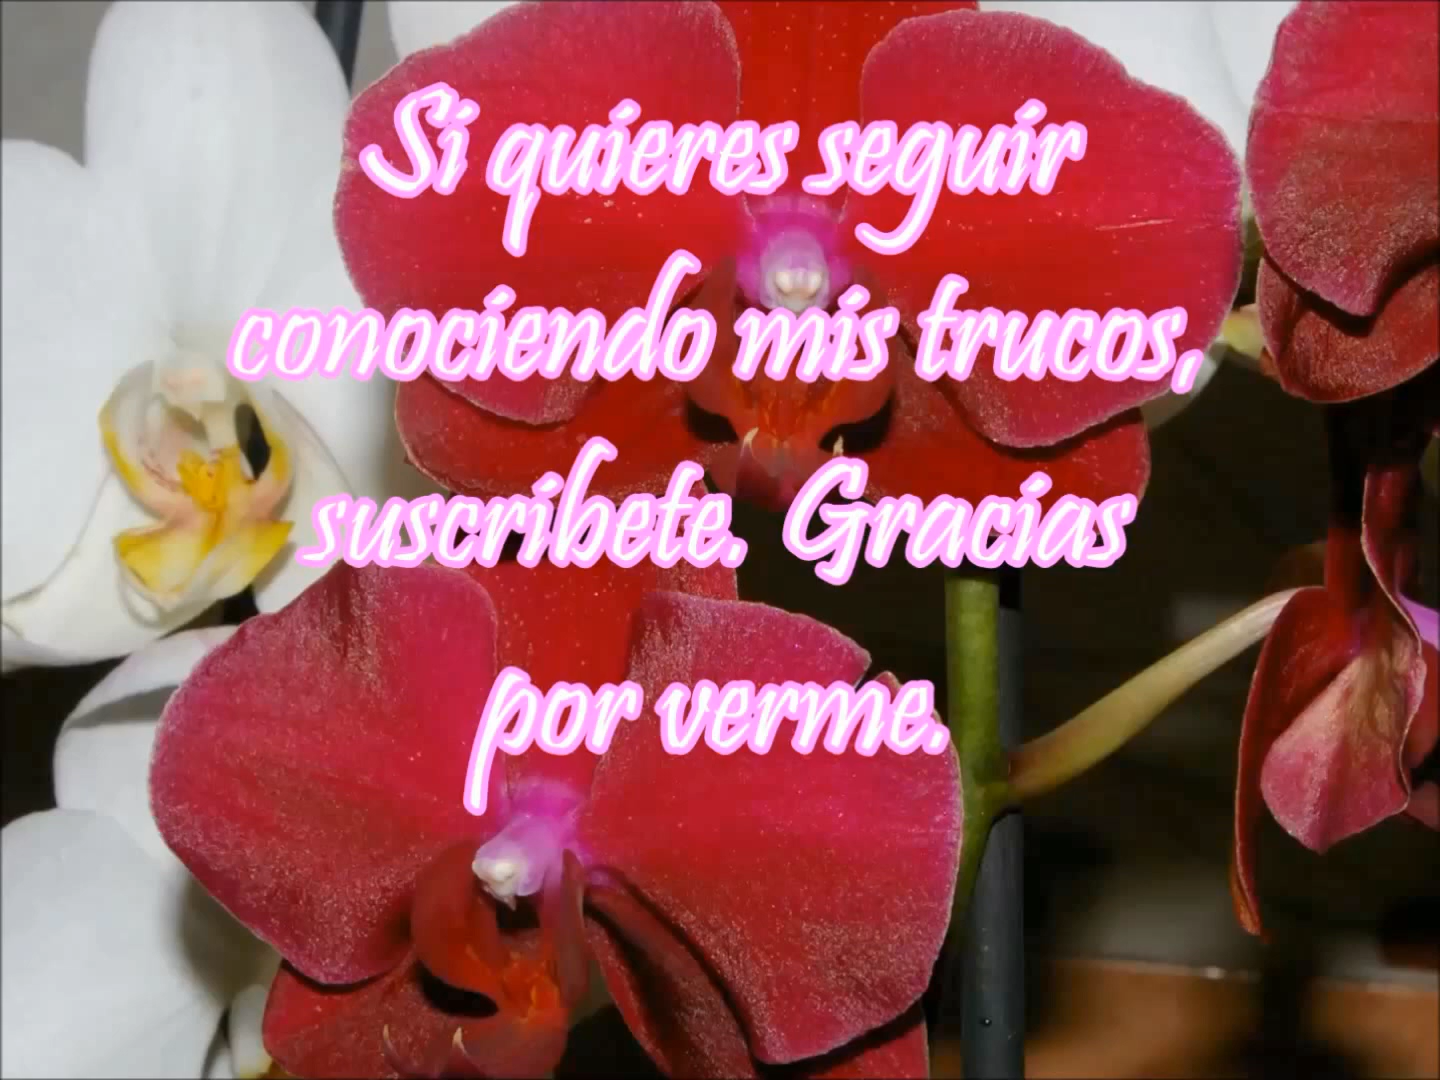 Si quieres seguir
conociendo mis trucos,
suscribete. Gracias
por verme.